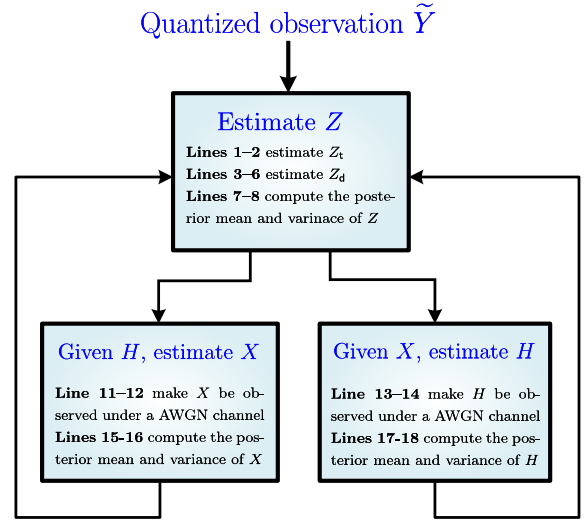 Quantized observation Ỹ
Estimate Z
Lines 1–2 estimate Zₜ
Lines 3–6 estimate Z_d
Lines 7–8 compute the poste-
rior mean and varinace of Z
Given H, estimate X
Line 11–12 make X be ob-
served under a AWGN channel
Lines 15-16 compute the pos-
terior mean and variance of X
Given X, estimate H
Line 13–14 make H be ob-
served under a AWGN channel
Lines 17-18 compute the pos-
terior mean and variance of H